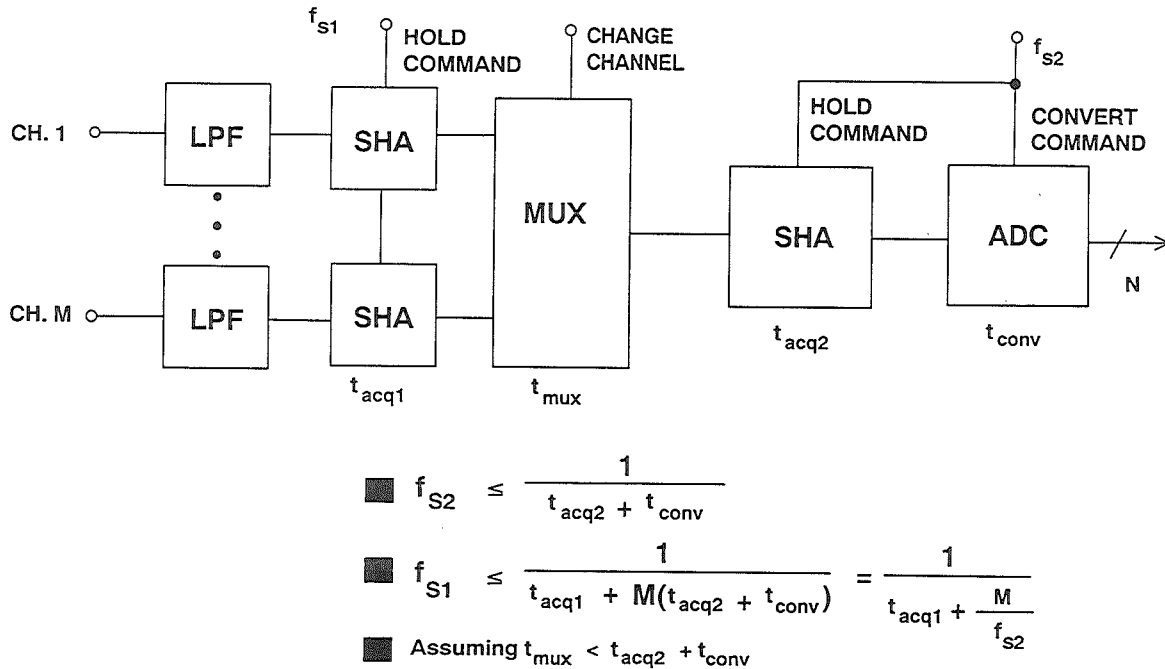 f_S1
HOLD
COMMAND
CHANGE
CHANNEL
f_S2
HOLD
COMMAND
CONVERT
COMMAND
CH. 1
LPF
SHA
MUX
SHA
ADC
N
CH. M
LPF
SHA
t_acq1
t_mux
t_acq2
t_conv
f_S2 ≤ 1 / (t_acq2 + t_conv)
f_S1 ≤ 1 / (t_acq1 + M(t_acq2 + t_conv)) = 1 / (t_acq1 + M / f_S2)
Assuming t_mux < t_acq2 + t_conv